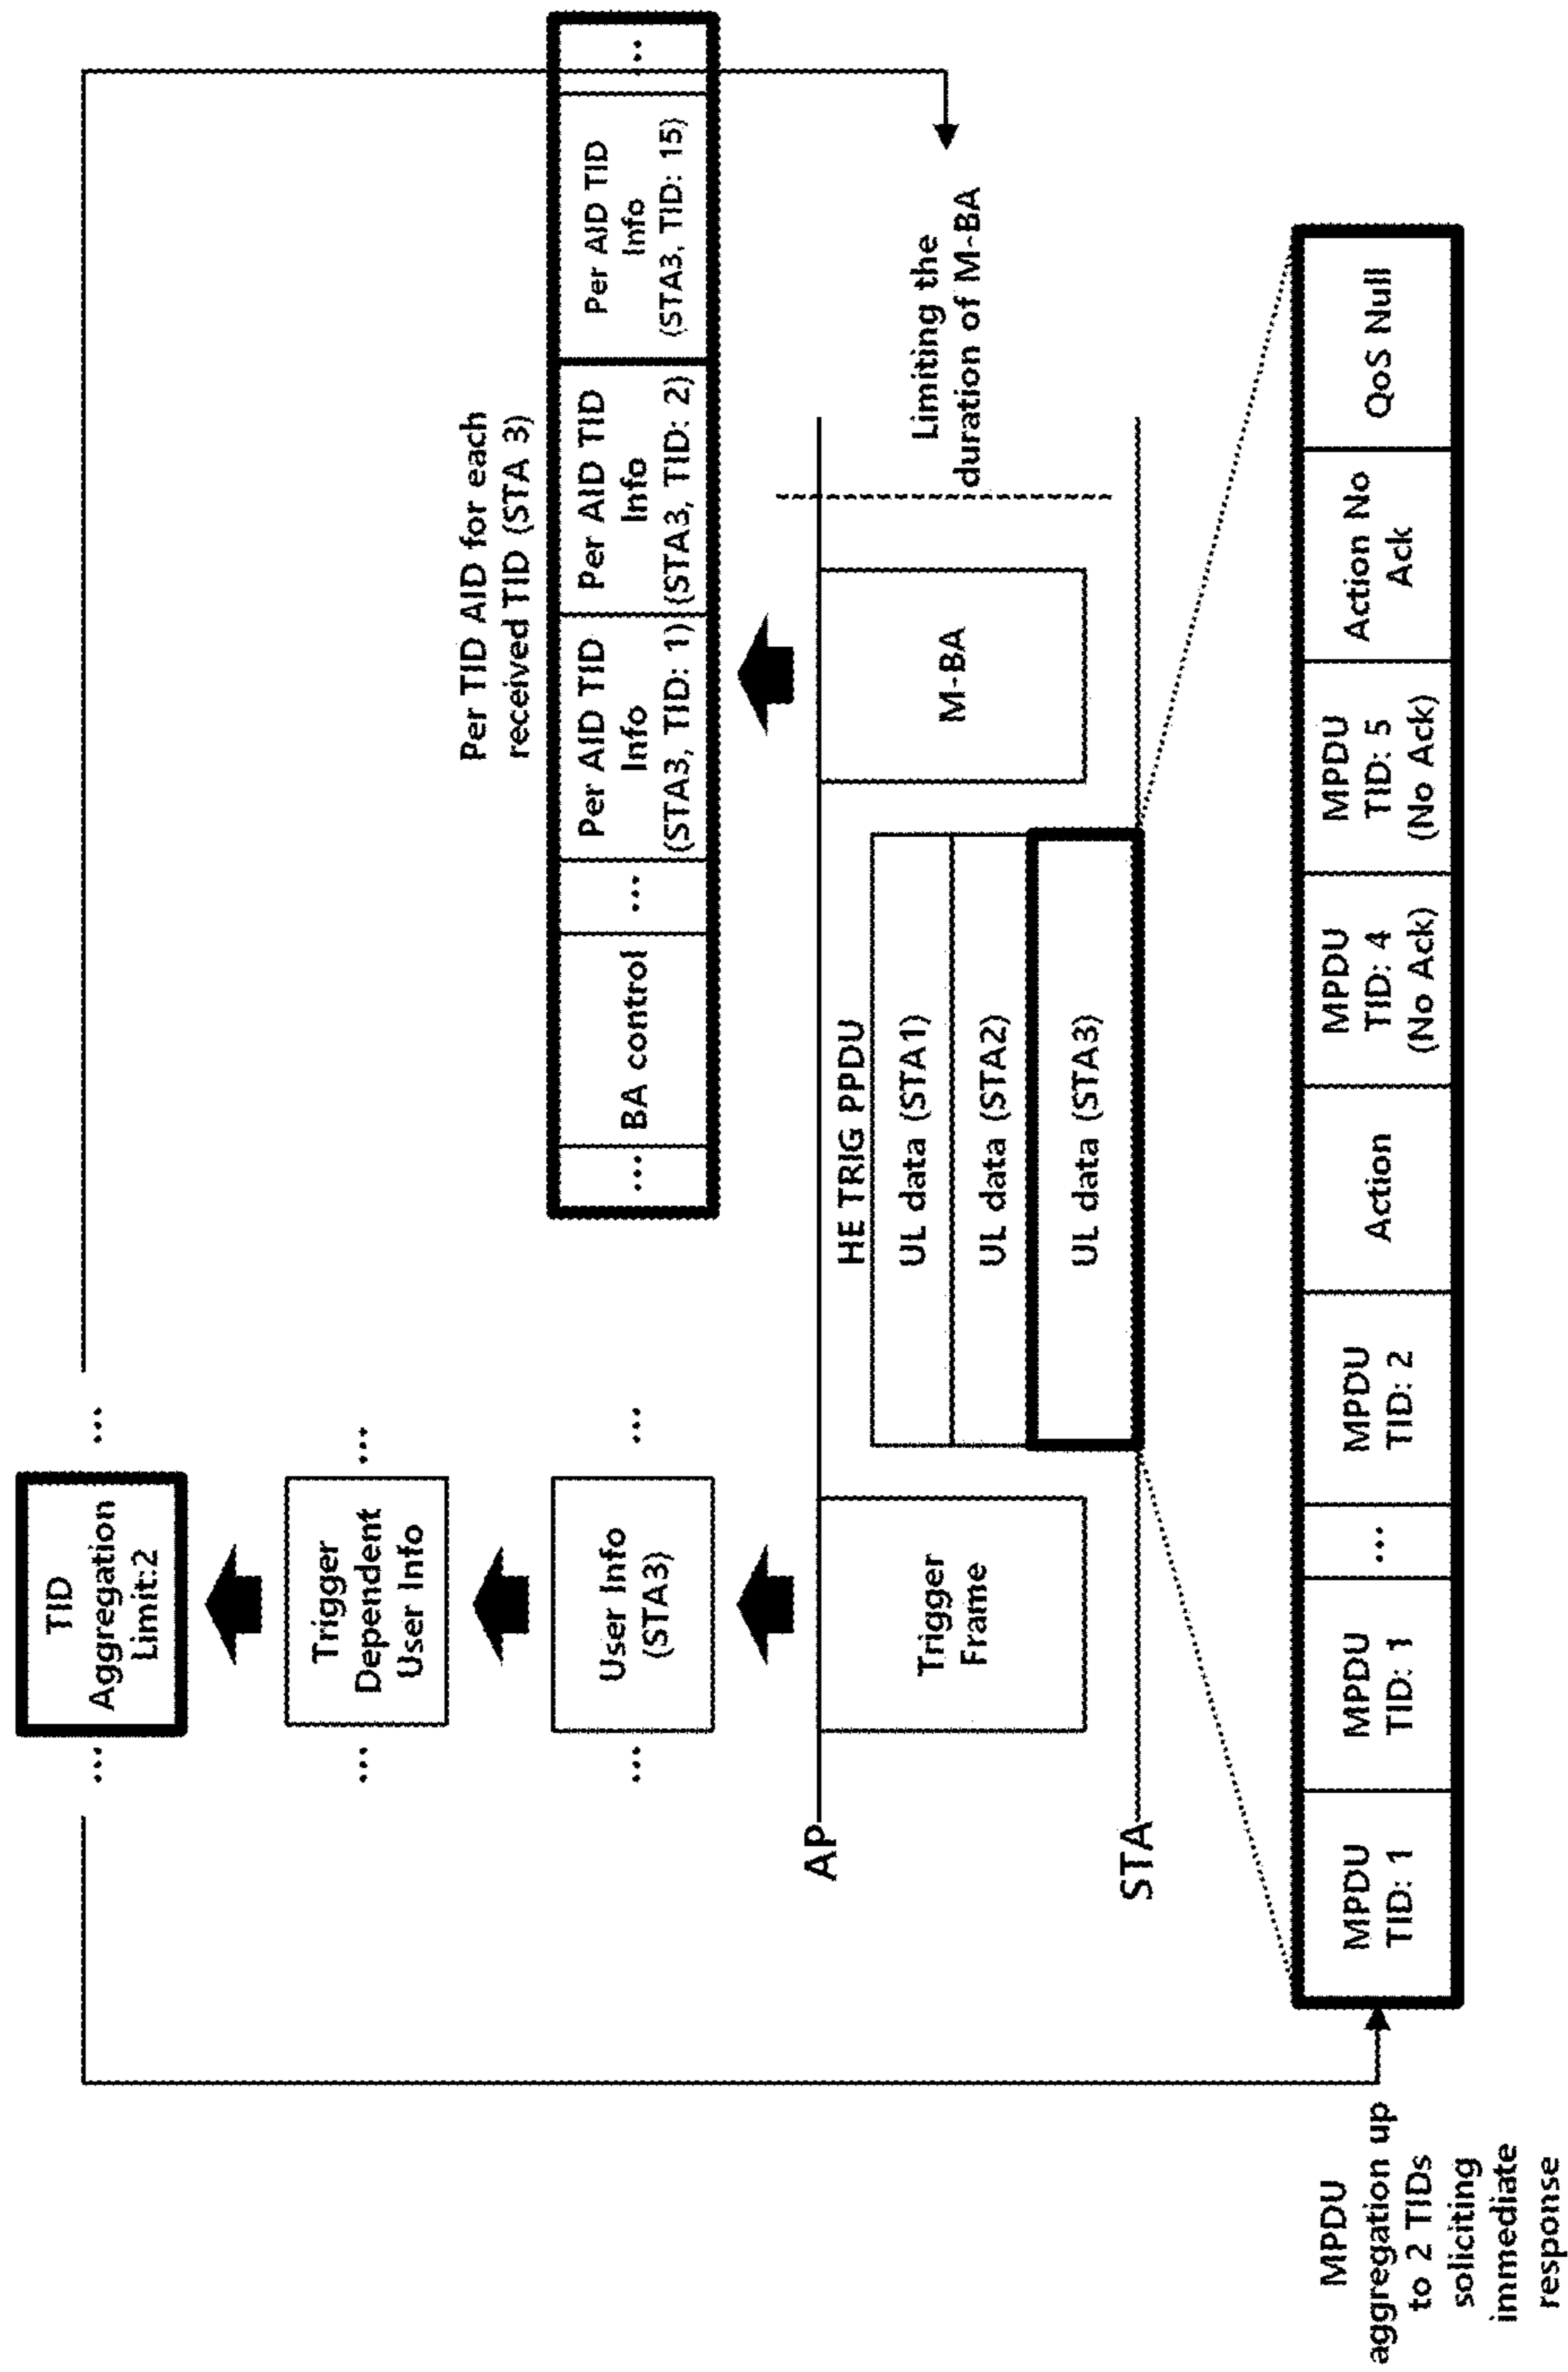 ...
TID
Aggregation
Limit:2
...
...
Trigger
Dependent
User Info
...
...
User Info
(STA3)
...
Per TID AID for each
received TID (STA 3)
....
BA control
...
Per AID TID
Info
(STA3, TID: 1)
Per AID TID
Info
(STA3, TID: 2)
Per AID TID
Info
(STA3, TID: 15)
...
AP
Trigger
Frame
HE TRIG PPDU
UL data (STA1)
UL data (STA2)
UL data (STA3)
M-BA
Limiting the
duration of M-BA
STA
MPDU
aggregation up
to 2 TIDs
soliciting
immediate
response
MPDU
TID: 1
MPDU
TID: 1
...
MPDU
TID: 2
Action
MPDU
TID: 4
(No Ack)
MPDU
TID: 5
(No Ack)
Action No
Ack
QoS Null